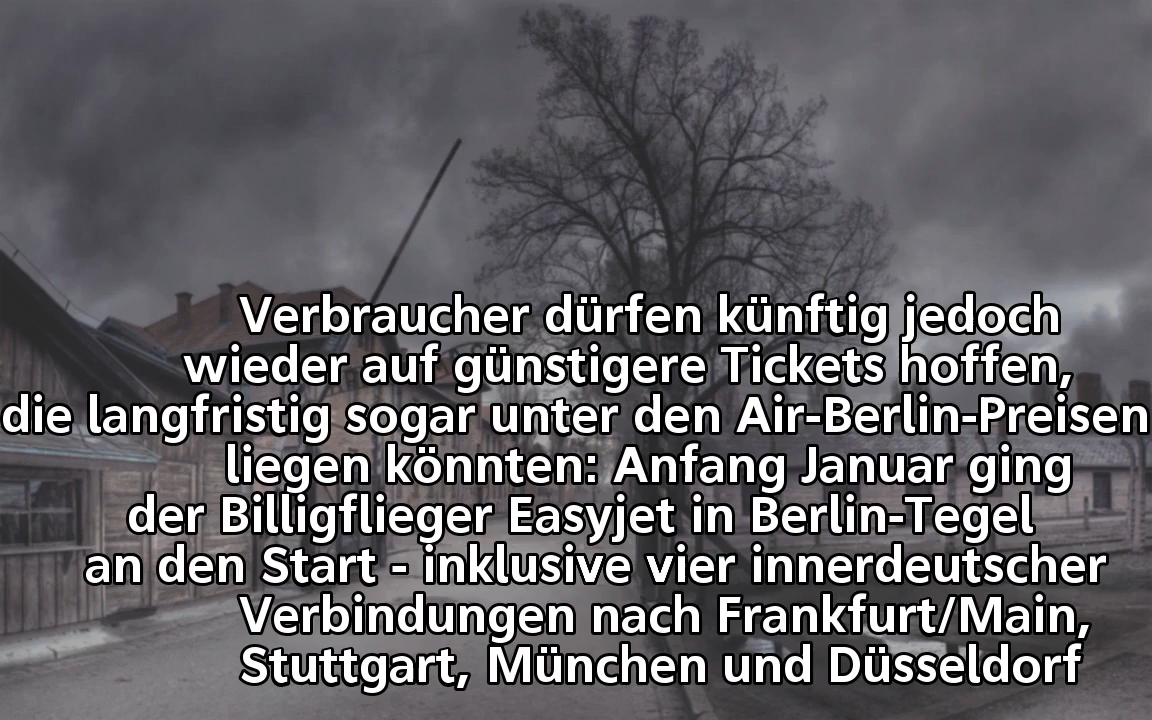 Verbraucher dürfen künftig jedoch
wieder auf günstigere Tickets hoffen,
die langfristig sogar unter den Air-Berlin-Preisen
liegen könnten: Anfang Januar ging
der Billigflieger Easyjet in Berlin-Tegel
an den Start - inklusive vier innerdeutscher
Verbindungen nach Frankfurt/Main,
Stuttgart, München und Düsseldorf